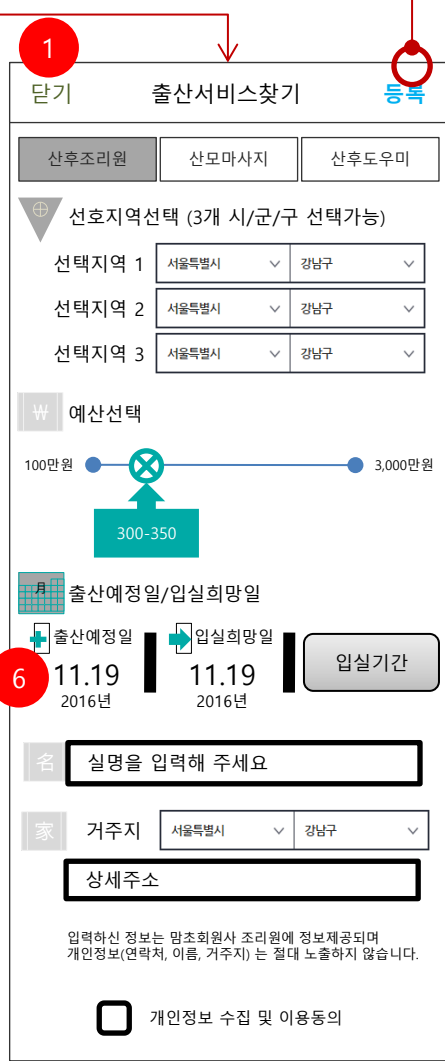 1
닫기 출산서비스찾기 등록
산후조리원 산모마사지 산후도우미
선호지역선택 (3개 시/군/구 선택가능)
선택지역 1 서울특별시 강남구
선택지역 2 서울특별시 강남구
선택지역 3 서울특별시 강남구
₩ 예산선택
100만원 3,000만원
300-350
月 출산예정일/입실희망일
출산예정일 입실희망일 입실기간
6 11.19 11.19
2016년 2016년
名 실명을 입력해 주세요
家 거주지 서울특별시 강남구
상세주소
입력하신 정보는 맘초회원사 조리원에 정보제공되며
개인정보(연락처, 이름, 거주지) 는 절대 노출하지 않습니다.
개인정보 수집 및 이용동의